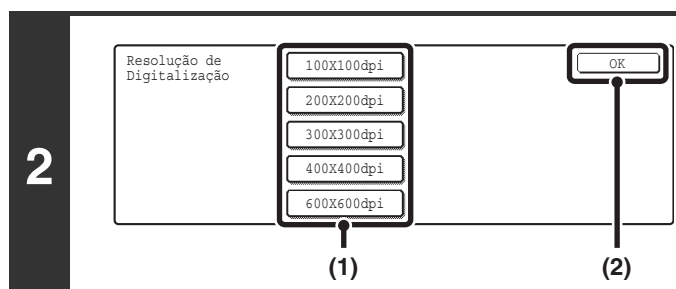 2
Resolução de
Digitalização
100X100dpi
200X200dpi
300X300dpi
400X400dpi
600X600dpi
OK
(1)
(2)